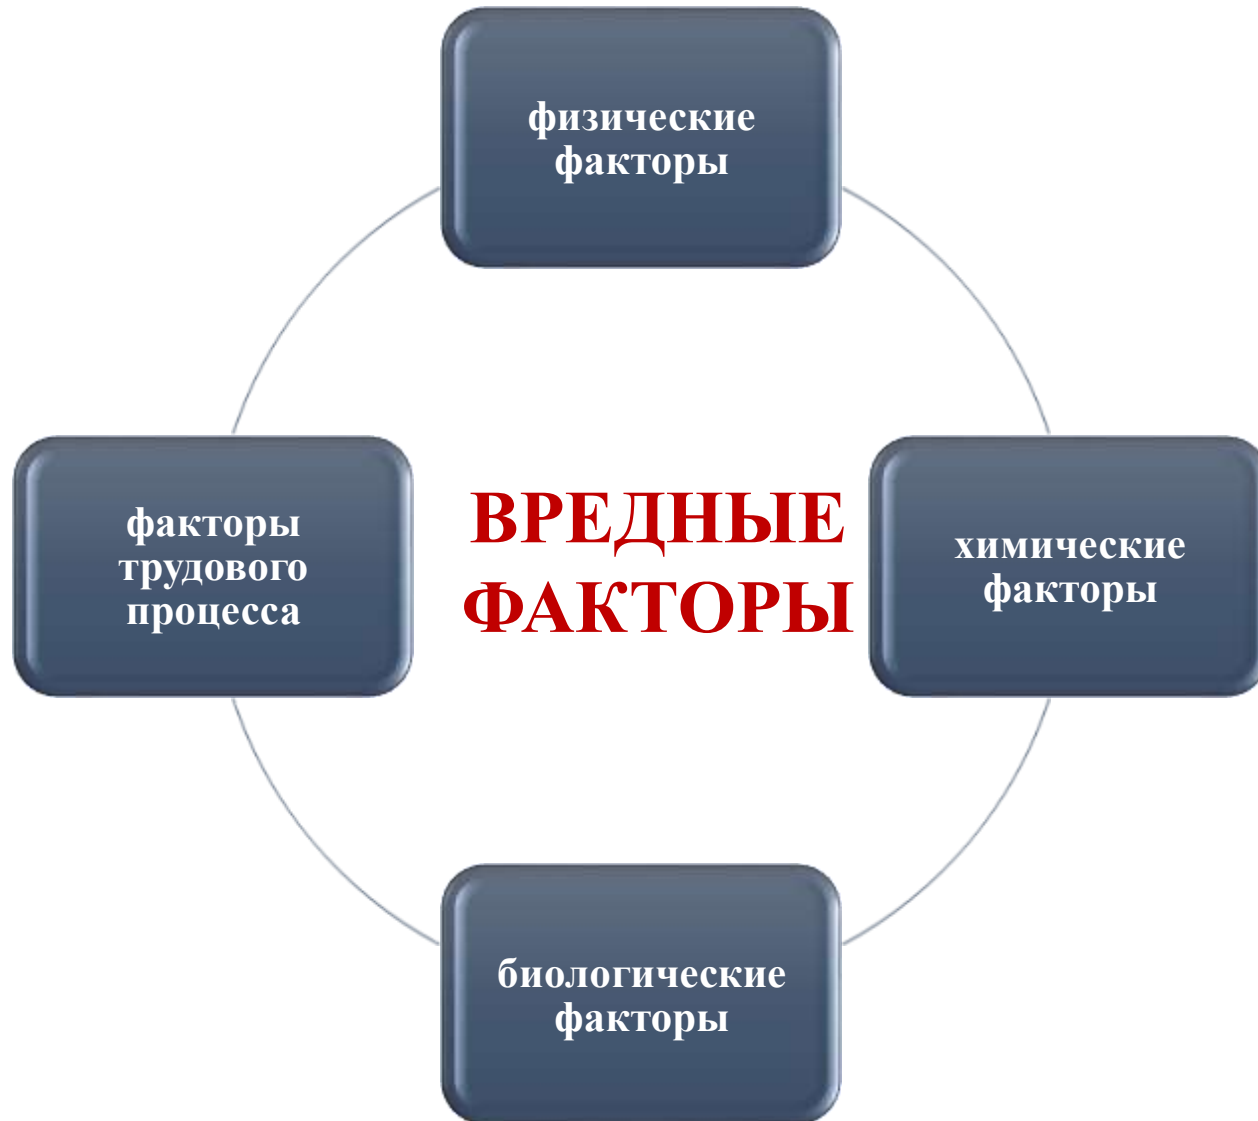 физические
факторы
факторы
трудового
процесса
ВРЕДНЫЕ
ФАКТОРЫ
химические
факторы
биологические
факторы